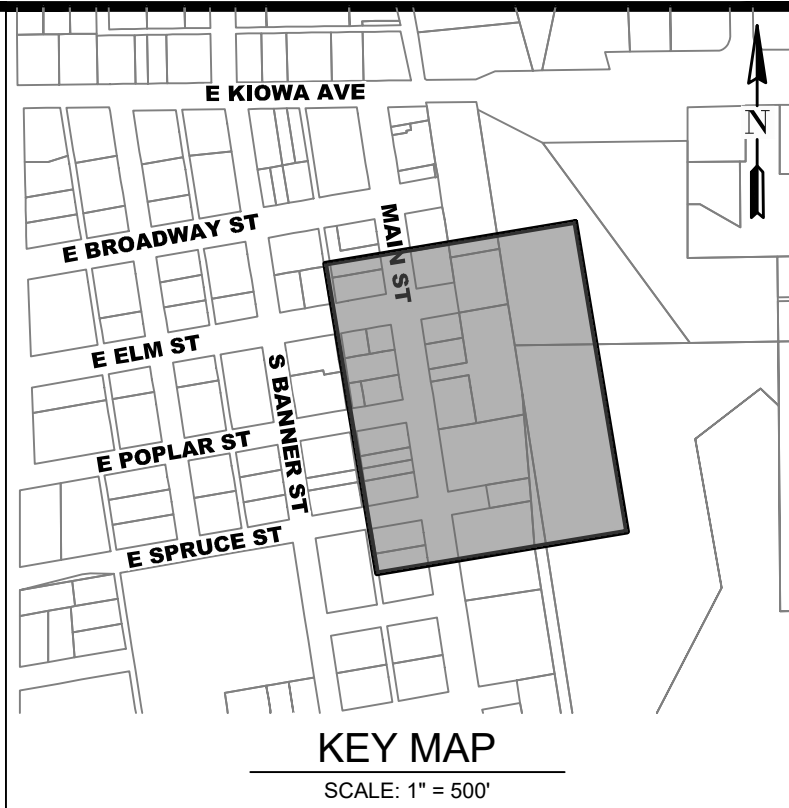 E KIOWA AVE
N
E BROADWAY ST
MAIN ST
E ELM ST
S BANNER ST
E POPLAR ST
E SPRUCE ST
KEY MAP
SCALE: 1" = 500'